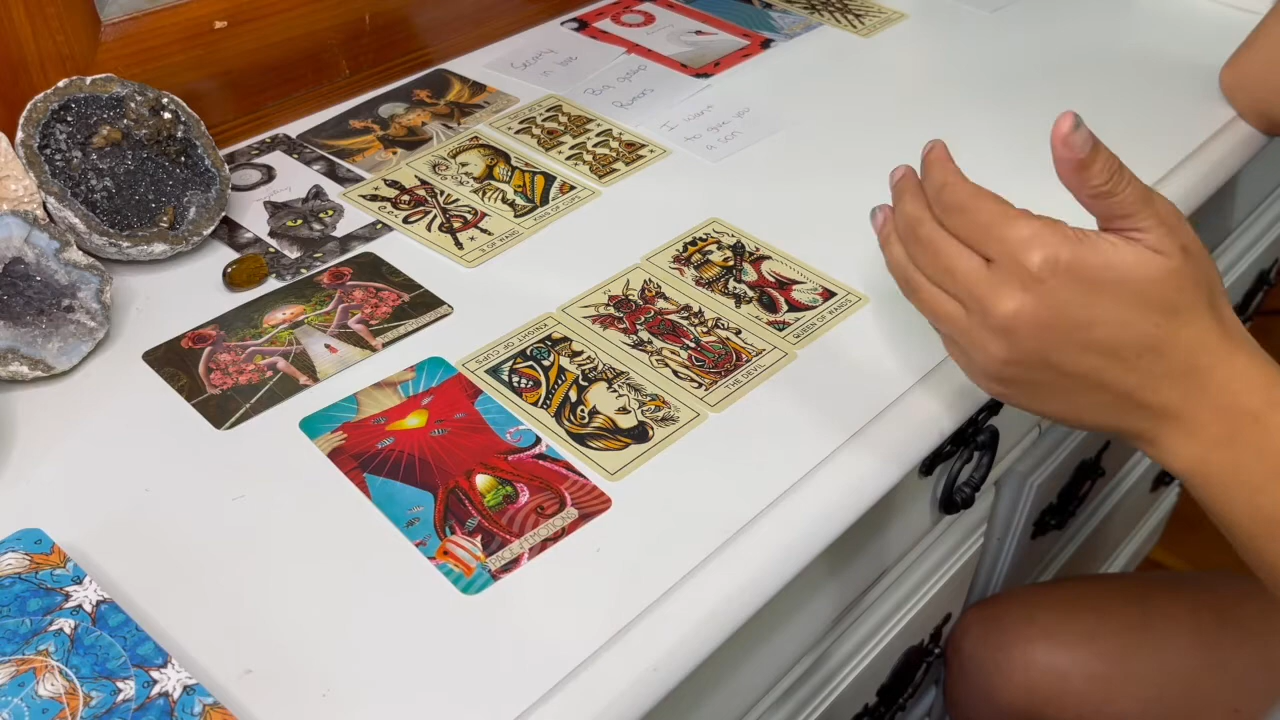 Secretly
in love
Big gossip
Rumors
I want
to give you
a son
KING OF CUPS
KNIGHT OF CUPS
THE DEVIL
QUEEN OF WANDS
PAGE of EMOTIONS